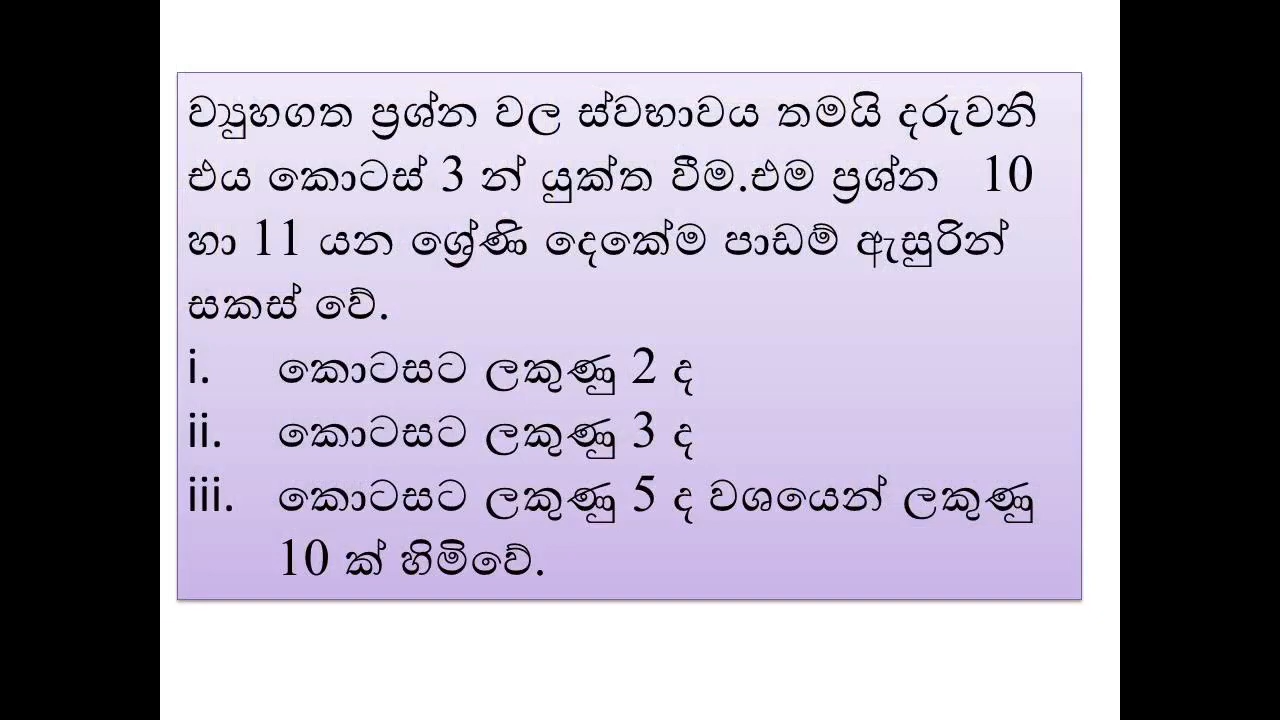 ව්‍යුහගත ප්‍රශ්න වල ස්වභාවය තමයි දරුවනි
එය කොටස් 3 න් යුක්ත වීම.එම ප්‍රශ්න 10
හා 11 යන ශ්‍රේණි දෙකේම පාඩම් ඇසුරින්
සකස් වේ.
i. කොටසට ලකුණු 2 ද
ii. කොටසට ලකුණු 3 ද
iii. කොටසට ලකුණු 5 ද වශයෙන් ලකුණු
10 ක් හිමිවේ.